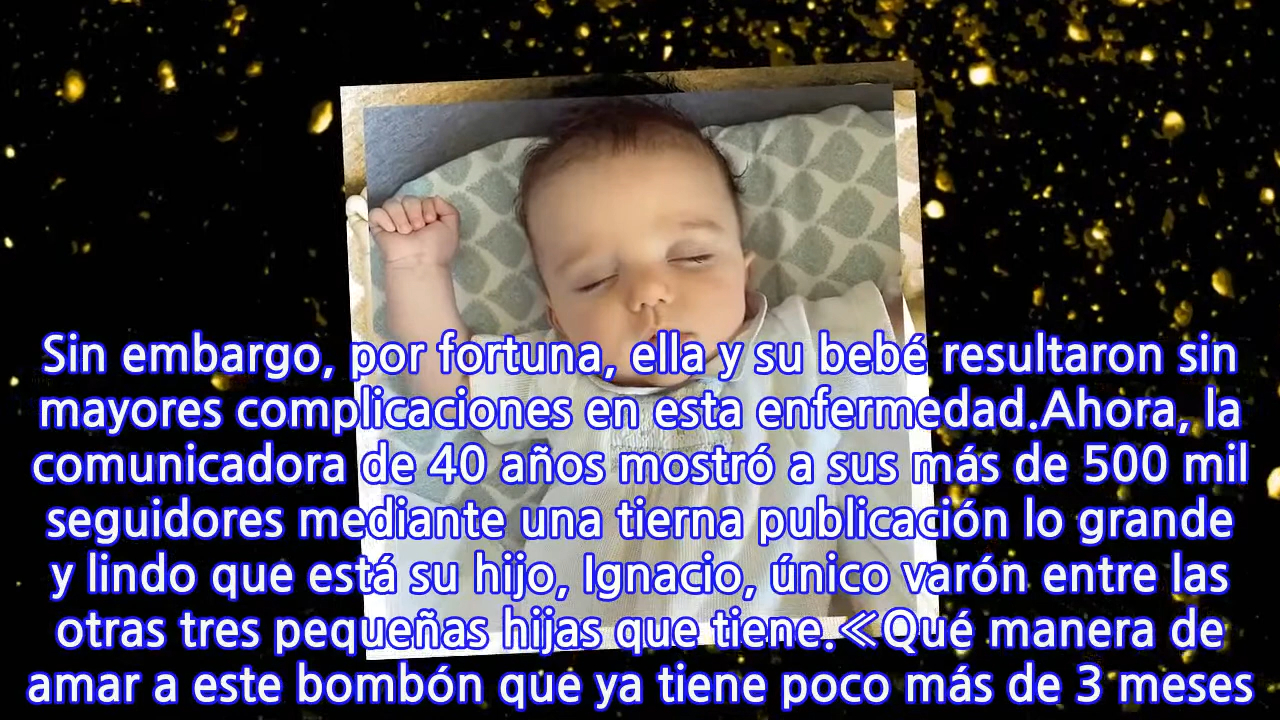 Sin embargo, por fortuna, ella y su bebé resultaron sin
mayores complicaciones en esta enfermedad.Ahora, la
comunicadora de 40 años mostró a sus más de 500 mil
seguidores mediante una tierna publicación lo grande
y lindo que está su hijo, Ignacio, único varón entre las
otras tres pequeñas hijas que tiene.≪Qué manera de
amar a este bombón que ya tiene poco más de 3 meses